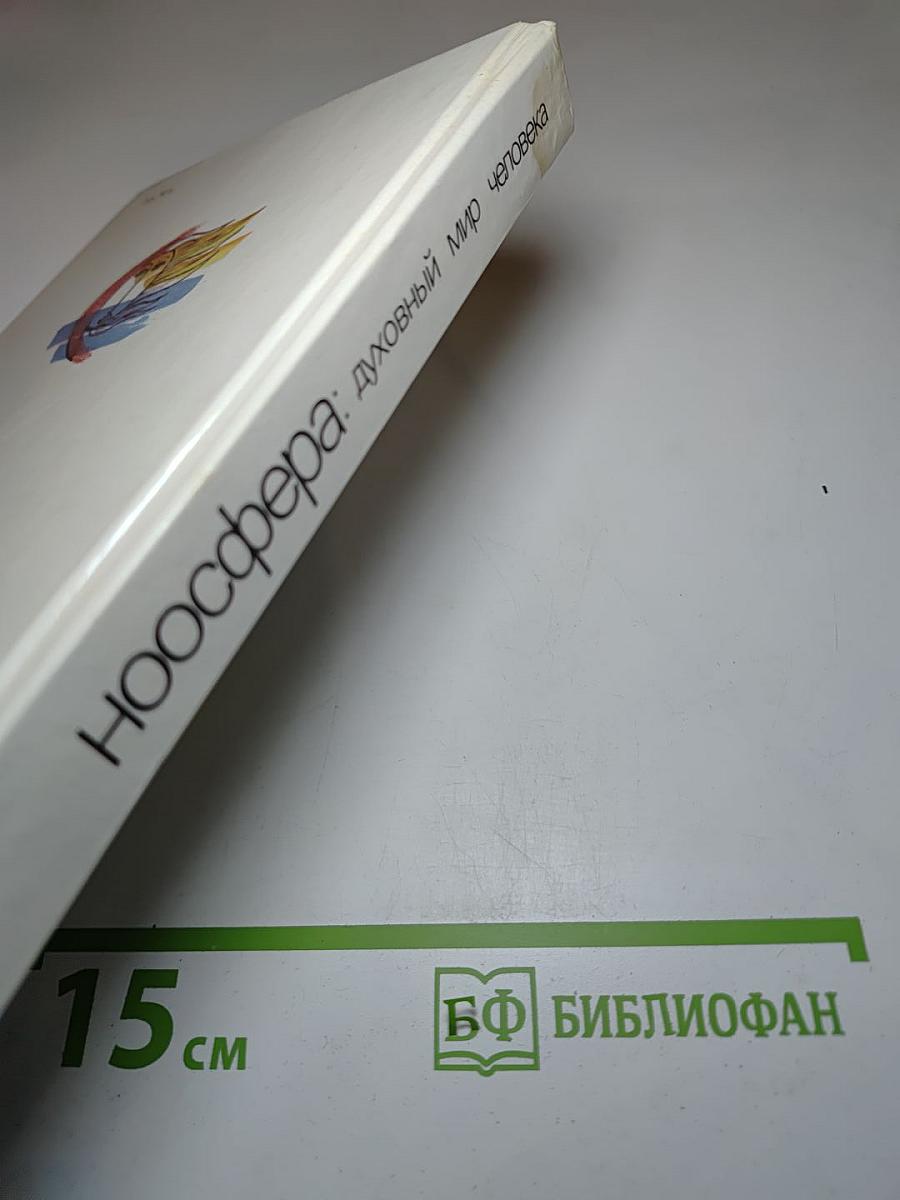 ноосфера: духовный мир человека
15 см
БФ БИБЛИОФАН